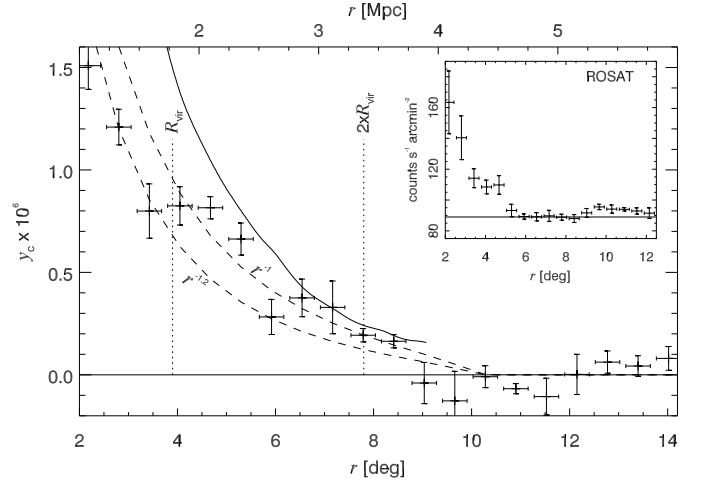 r [Mpc]
2 3 4 5
1.5
1.0
0.5
0.0
y_c x 10^6
R_vir
2xR_vir
r^-1
r^-1.2
ROSAT
counts s^-1 arcmin^-2
160
120
80
2 4 6 8 10 12
r [deg]
2 4 6 8 10 12 14
r [deg]